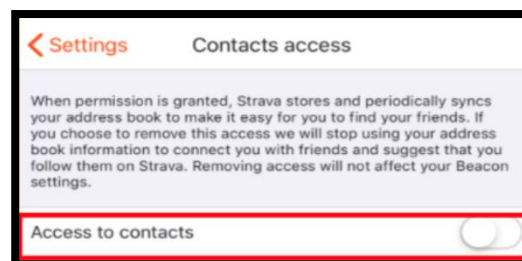 Settings Contacts access
When permission is granted, Strava stores and periodically syncs
your address book to make it easy for you to find your friends. If
you choose to remove this access we will stop using your address
book information to connect you with friends and suggest that you
follow them on Strava. Removing access will not affect your Beacon
settings.
Access to contacts